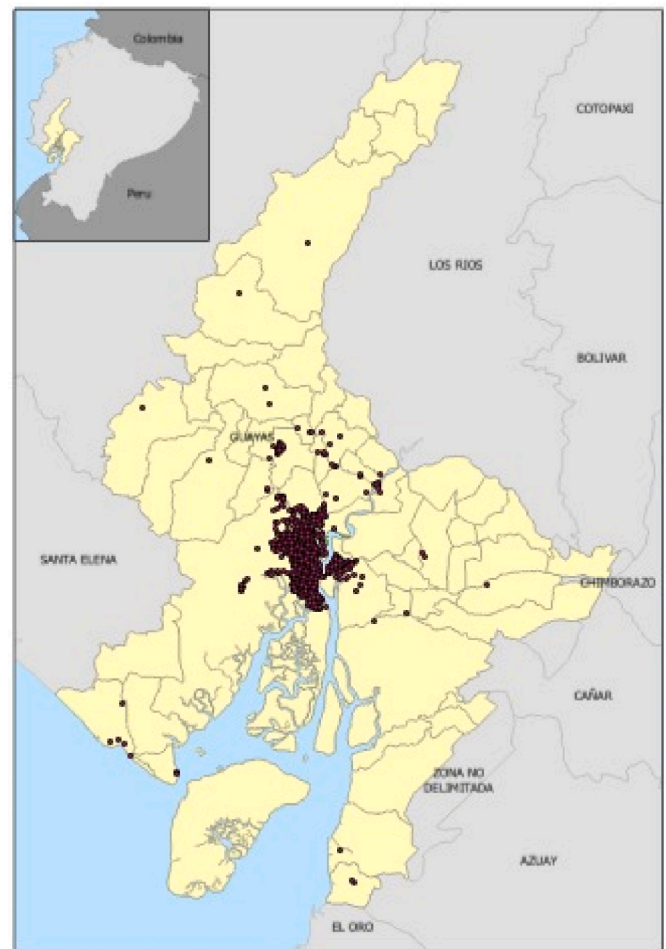 Colombia
COTOPAXI
Peru
LOS RIOS
BOLIVAR
GUAYAS
SANTA ELENA
CHIMBORAZO
CAÑAR
ZONA NO
DELIMITADA
AZUAY
EL ORO